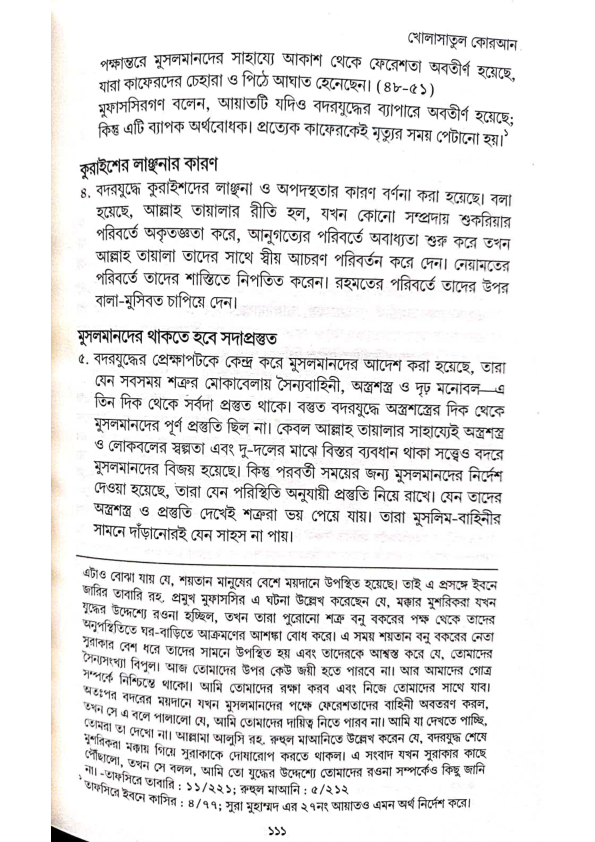 খোলাসাতুল কোরআন
পক্ষান্তরে মুসলমানদের সাহায্যে আকাশ থেকে ফেরেশতা অবতীর্ণ হয়েছে,
যারা কাফেরদের চেহারা ও পিঠে আঘাত হেনেছেন। (৪৮-৫১)
মুফাসসিরগণ বলেন, আয়াতটি যদিও বদরযুদ্ধের ব্যাপারে অবতীর্ণ হয়েছে;
কিন্তু এটি ব্যাপক অর্থবোধক। প্রত্যেক কাফেরকেই মৃত্যুর সময় পেটানো হয়।১
কুরাইশের লাঞ্ছনার কারণ
৪. বদরযুদ্ধে কুরাইশদের লাঞ্ছনা ও অপদস্থতার কারণ বর্ণনা করা হয়েছে। বলা
হয়েছে, আল্লাহ তায়ালার রীতি হল, যখন কোনো সম্প্রদায় শুকরিয়ার
পরিবর্তে অকৃতজ্ঞতা করে, আনুগত্যের পরিবর্তে অবাধ্যতা শুরু করে তখন
আল্লাহ তায়ালা তাদের সাথে স্বীয় আচরণ পরিবর্তন করে দেন। নেয়ামতের
পরিবর্তে তাদের শাস্তিতে নিপতিত করেন। রহমতের পরিবর্তে তাদের উপর
বালা-মুসিবত চাপিয়ে দেন।
মুসলমানদের থাকতে হবে সদাপ্রস্তুত
৫. বদরযুদ্ধের প্রেক্ষাপটকে কেন্দ্র করে মুসলমানদের আদেশ করা হয়েছে, তারা
যেন সবসময় শত্রুর মোকাবেলায় সৈন্যবাহিনী, অস্ত্রশস্ত্র ও দৃঢ় মনোবল—এ
তিন দিক থেকে সর্বদা প্রস্তুত থাকে। বস্তুত বদরযুদ্ধে অস্ত্রশস্ত্রের দিক থেকে
মুসলমানদের পূর্ণ প্রস্তুতি ছিল না। কেবল আল্লাহ তায়ালার সাহায্যেই অস্ত্রশস্ত্র
ও লোকবলের স্বল্পতা এবং দু-দলের মাঝে বিস্তর ব্যবধান থাকা সত্ত্বেও বদরে
মুসলমানদের বিজয় হয়েছে। কিন্তু পরবর্তী সময়ের জন্য মুসলমানদের নির্দেশ
দেওয়া হয়েছে, তারা যেন পরিস্থিতি অনুযায়ী প্রস্তুতি নিয়ে রাখে। যেন তাদের
অস্ত্রশস্ত্র ও প্রস্তুতি দেখেই শত্রুরা ভয় পেয়ে যায়। তারা মুসলিম-বাহিনীর
সামনে দাঁড়ানোরই যেন সাহস না পায়।
এটাও বোঝা যায় যে, শয়তান মানুষের বেশে ময়দানে উপস্থিত হয়েছে। তাই এ প্রসঙ্গে ইবনে
জারির তাবারি রহ. প্রমুখ মুফাসসির এ ঘটনা উল্লেখ করেছেন যে, মক্কার মুশরিকরা যখন
যুদ্ধের উদ্দেশ্যে রওনা হচ্ছিল, তখন তারা পুরোনো শত্রু বনু বকরের পক্ষ থেকে তাদের
অনুপস্থিতিতে ঘর-বাড়িতে আক্রমণের আশঙ্কা বোধ করে। এ সময় শয়তান বনু বকরের নেতা
সুরাকার বেশ ধরে তাদের সামনে উপস্থিত হয় এবং তাদেরকে আশ্বস্ত করে যে, তোমাদের
সৈন্যসংখ্যা বিপুল। আজ তোমাদের উপর কেউ জয়ী হতে পারবে না। আর আমাদের গোত্র
সম্পর্কে নিশ্চিন্তে থাকো। আমি তোমাদের রক্ষা করব এবং নিজে তোমাদের সাথে যাব।
অতঃপর বদরের ময়দানে যখন মুসলমানদের পক্ষে ফেরেশতাদের বাহিনী অবতরণ করল,
তখন সে এ বলে পালালো যে, আমি তোমাদের দায়িত্ব নিতে পারব না। আমি যা দেখতে পাচ্ছি,
তোমরা তা দেখো না। আল্লামা আলুসি রহ. রুহুল মাআনিতে উল্লেখ করেন যে, বদরযুদ্ধ শেষে
মুশরিকরা মক্কায় গিয়ে সুরাকাকে দোষারোপ করতে থাকল। এ সংবাদ যখন সুরাকার কাছে
পৌঁছালো, তখন সে বলল, আমি তো যুদ্ধের উদ্দেশ্যে তোমাদের রওনা সম্পর্কেও কিছু জানি
না। -তাফসিরে তাবারি : ১১/২২১; রুহুল মাআনি : ৫/২১২
১ তাফসিরে ইবনে কাসির : ৪/৭৭; সুরা মুহাম্মদ এর ২৭নং আয়াতও এমন অর্থ নির্দেশ করে।
১১১